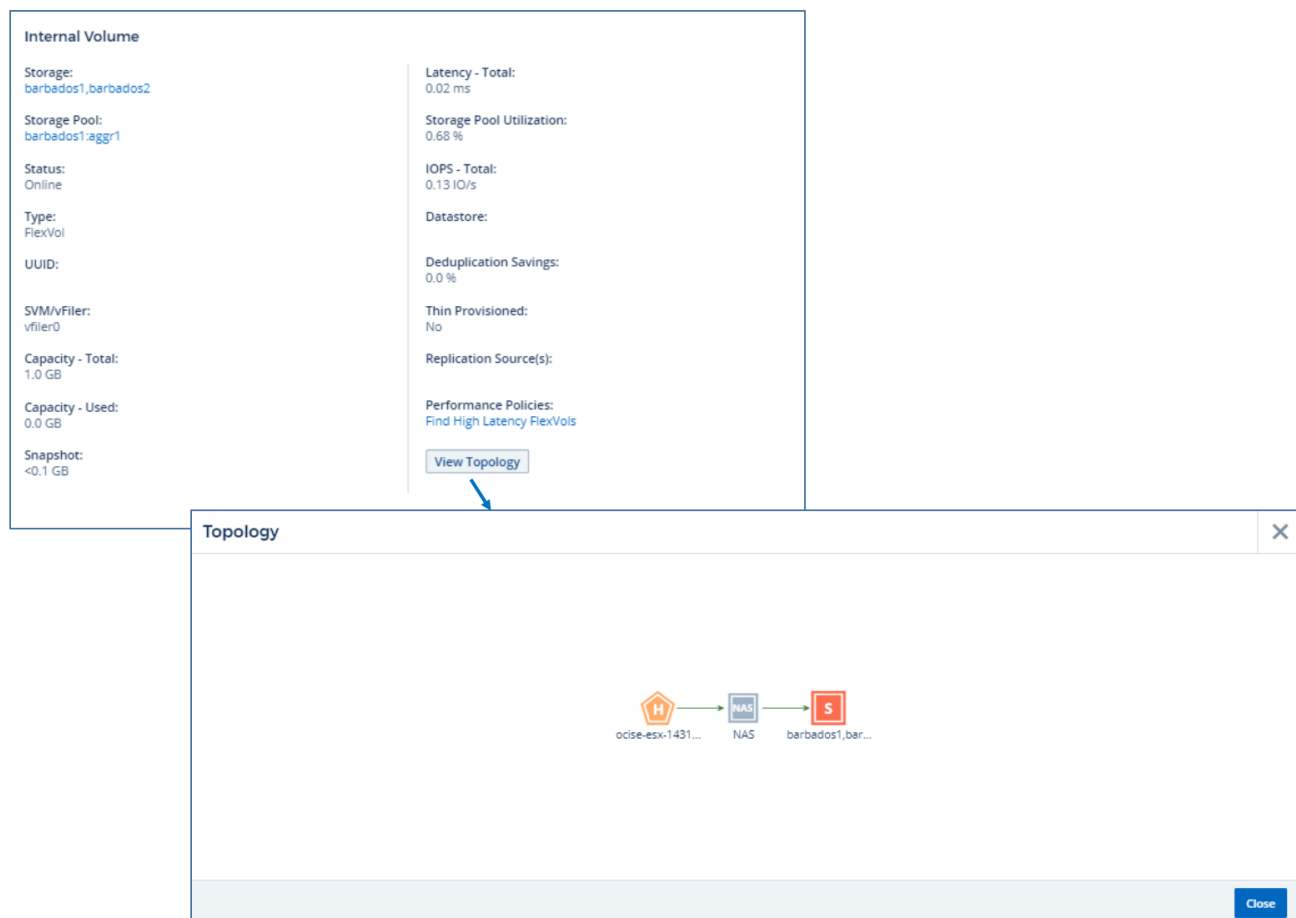 Internal Volume
Storage:
barbados1,barbados2
Storage Pool:
barbados1:aggr1
Status:
Online
Type:
FlexVol
UUID:
SVM/vFiler:
vfiler0
Capacity - Total:
1.0 GB
Capacity - Used:
0.0 GB
Snapshot:
<0.1 GB
Latency - Total:
0.02 ms
Storage Pool Utilization:
0.68 %
IOPS - Total:
0.13 IO/s
Datastore:
Deduplication Savings:
0.0 %
Thin Provisioned:
No
Replication Source(s):
Performance Policies:
Find High Latency FlexVols
View Topology
Topology
H
NAS
S
ocise-esx-1431...
NAS
barbados1,bar...
Close